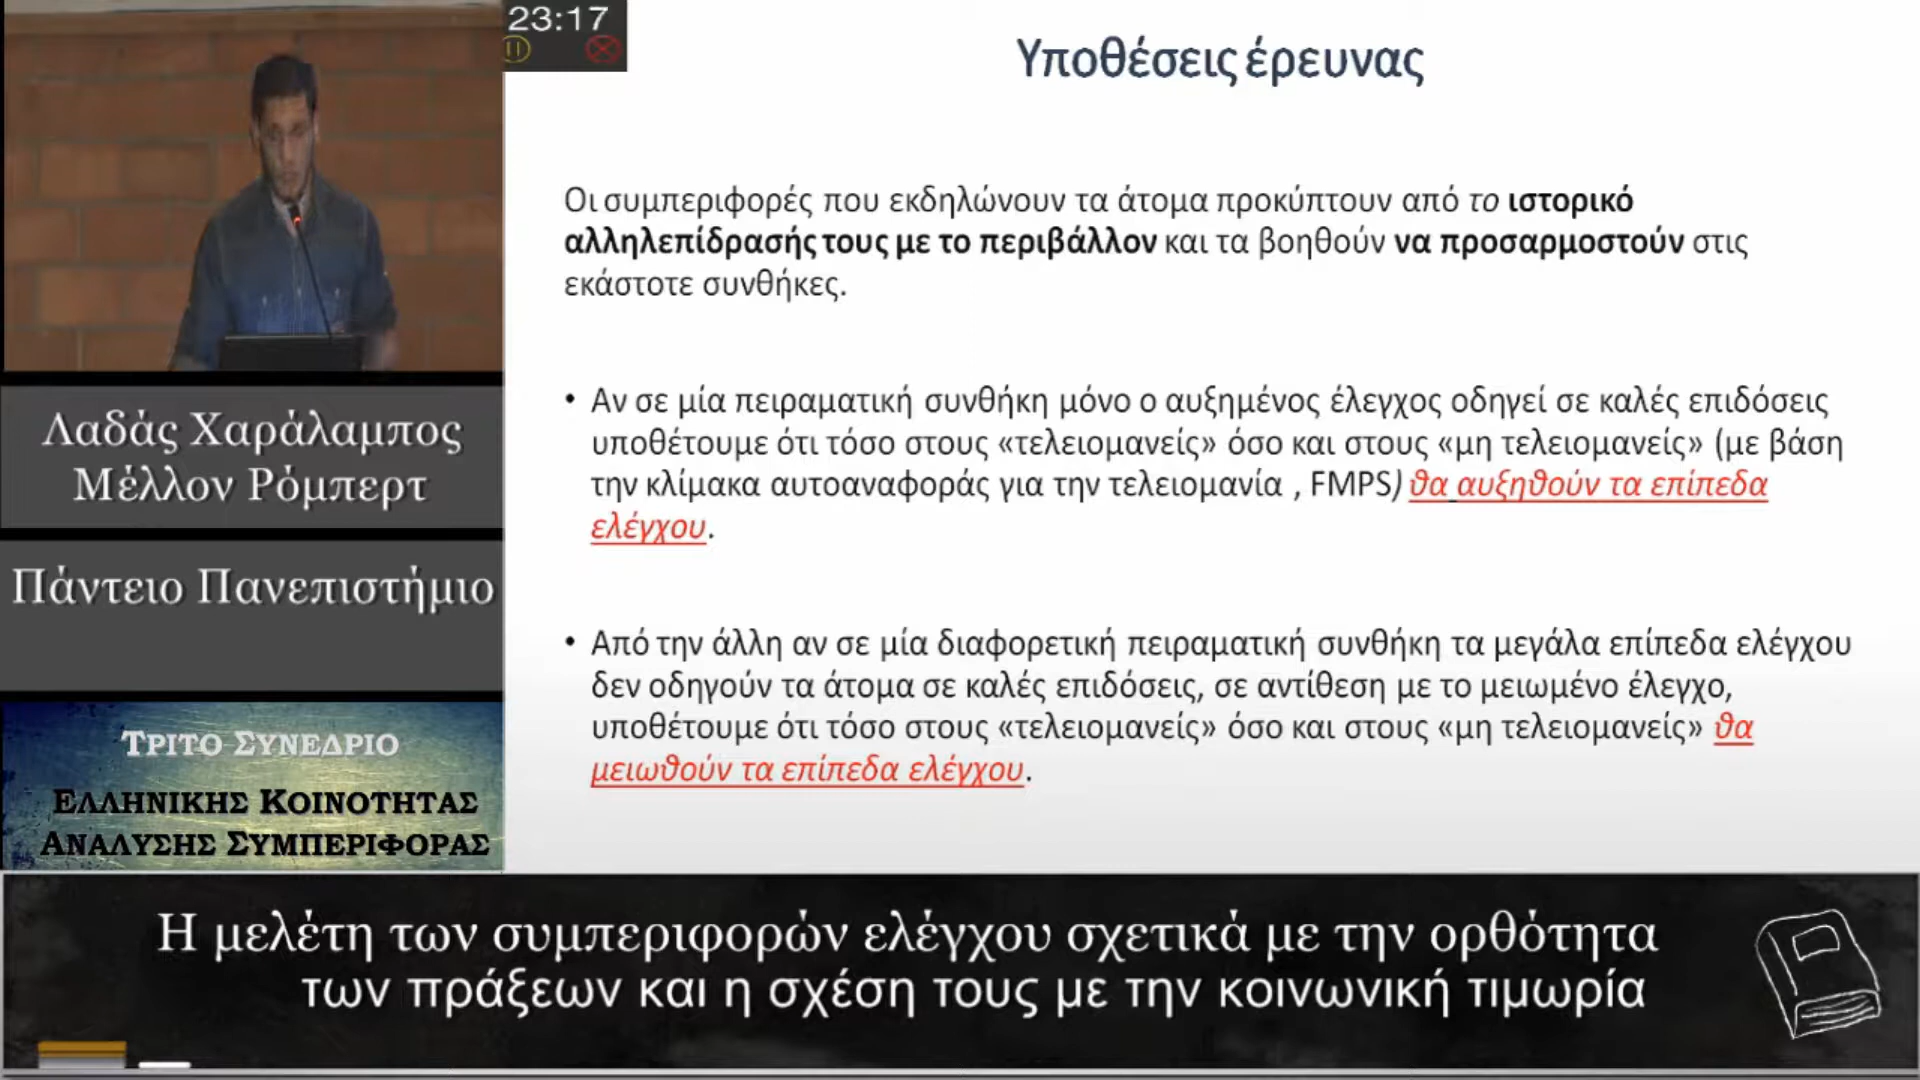 23:17
Υποθέσεις έρευνας
Οι συμπεριφορές που εκδηλώνουν τα άτομα προκύπτουν από το ιστορικό
αλληλεπίδρασής τους με το περιβάλλον και τα βοηθούν να προσαρμοστούν στις
εκάστοτε συνθήκες.
• Αν σε μία πειραματική συνθήκη μόνο ο αυξημένος έλεγχος οδηγεί σε καλές επιδόσεις
υποθέτουμε ότι τόσο στους «τελειομανείς» όσο και στους «μη τελειομανείς» (με βάση
την κλίμακα αυτοαναφοράς για την τελειομανία , FMPS) θα αυξηθούν τα επίπεδα
ελέγχου.
• Από την άλλη αν σε μία διαφορετική πειραματική συνθήκη τα μεγάλα επίπεδα ελέγχου
δεν οδηγούν τα άτομα σε καλές επιδόσεις, σε αντίθεση με το μειωμένο έλεγχο,
υποθέτουμε ότι τόσο στους «τελειομανείς» όσο και στους «μη τελειομανείς» θα
μειωθούν τα επίπεδα ελέγχου.
Λαδάς Χαράλαμπος
Μέλλον Ρόμπερτ
Πάντειο Πανεπιστήμιο
ΤΡΙΤΟ ΣΥΝΕΔΡΙΟ
ΕΛΛΗΝΙΚΗΣ ΚΟΙΝΟΤΗΤΑΣ
ΑΝΑΛΥΣΗΣ ΣΥΜΠΕΡΙΦΟΡΑΣ
Η μελέτη των συμπεριφορών ελέγχου σχετικά με την ορθότητα
των πράξεων και η σχέση τους με την κοινωνική τιμωρία